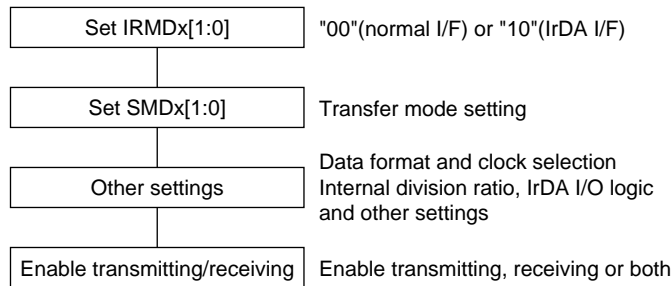 Set IRMDx[1:0]
"00"(normal I/F) or "10"(IrDA I/F)
Set SMDx[1:0]
Transfer mode setting
Other settings
Data format and clock selection
Internal division ratio, IrDA I/O logic
and other settings
Enable transmitting/receiving
Enable transmitting, receiving or both